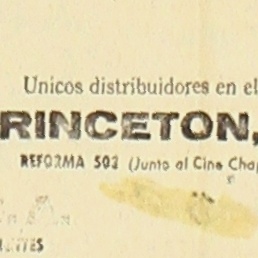 Unicos distribuidores en el
RINCETON,
REFORMA 503 (Junto al Cine Chap